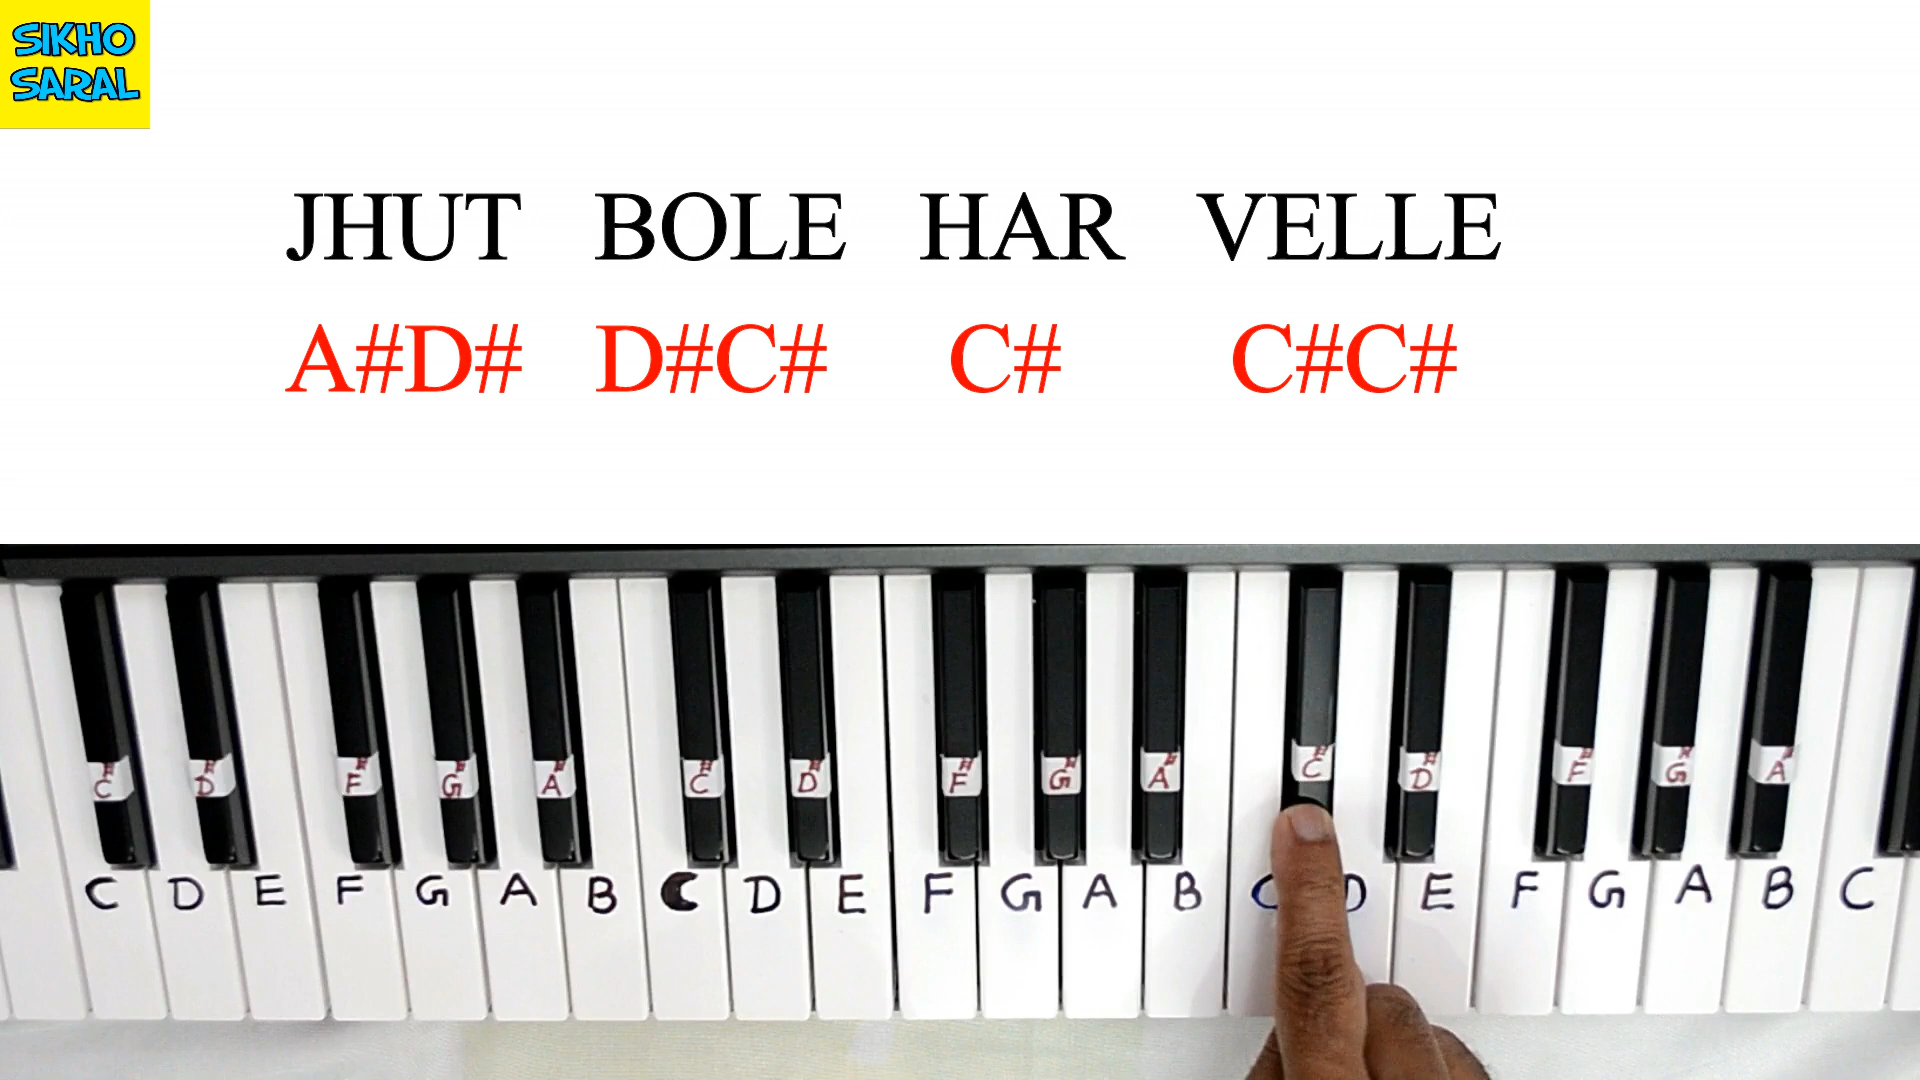 SIKHO
SARAL
JHUT BOLE HAR VELLE
A#D# D#C# C# C#C#
C# D# F# G# A# C# D# F# G# A# C# D# F# G# A#
C D E F G A B C D E F G A B C D E F G A B C